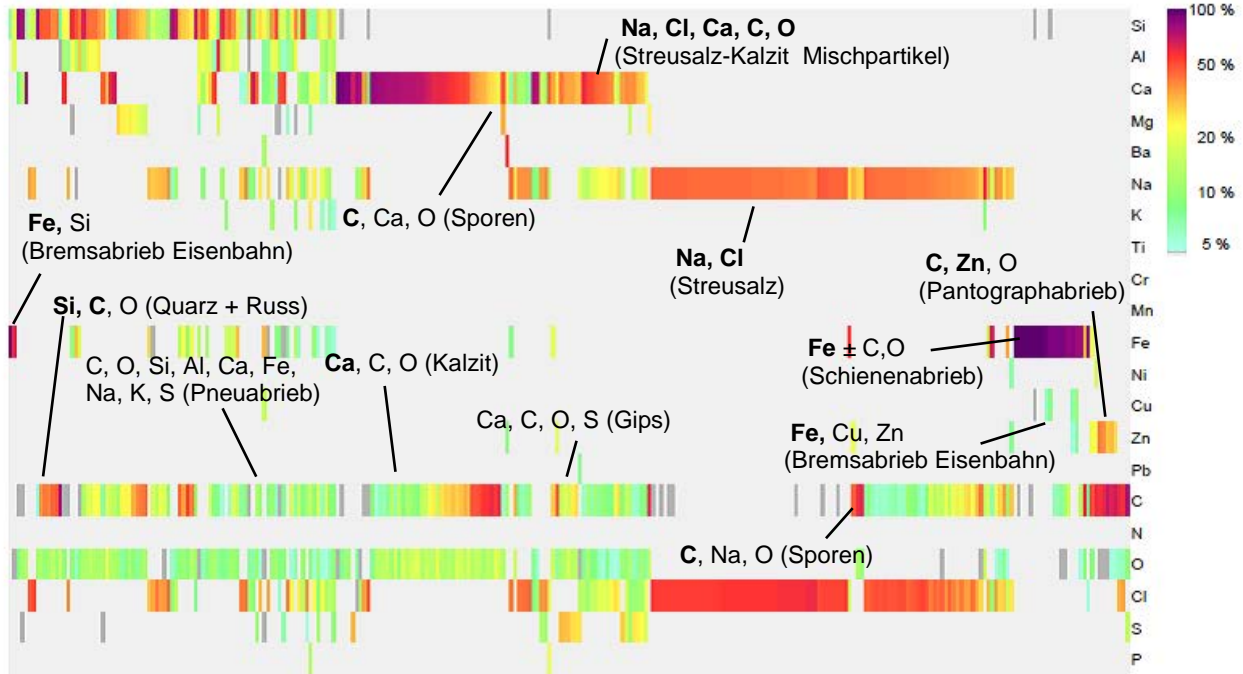 Na, Cl, Ca, C, O
(Streusalz-Kalzit Mischpartikel)
C, Ca, O (Sporen)
Fe, Si
(Bremsabrieb Eisenbahn)
Na, Cl
(Streusalz)
C, Zn, O
(Pantographabrieb)
Si, C, O (Quarz + Russ)
C, O, Si, Al, Ca, Fe,
Na, K, S (Pneuabrieb)
Ca, C, O (Kalzit)
Fe ± C,O
(Schienenabrieb)
Ca, C, O, S (Gips)
Fe, Cu, Zn
(Bremsabrieb Eisenbahn)
C, Na, O (Sporen)
Si
Al
Ca
Mg
Ba
Na
K
Ti
Cr
Mn
Fe
Ni
Cu
Zn
Pb
C
N
O
Cl
S
P
100 %
50 %
20 %
10 %
5 %